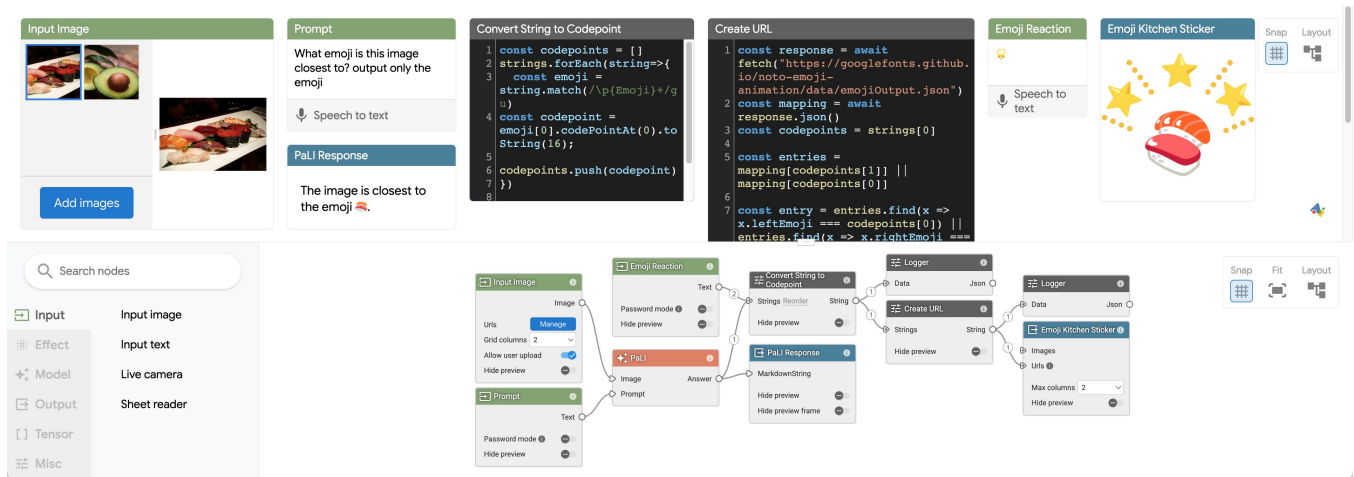 Input Image
Add images
Prompt
What emoji is this image
closest to? output only the
emoji
Speech to text
PaLI Response
The image is closest to
the emoji 🍣.
Convert String to Codepoint
1 const codepoints = []
2 strings.forEach(string=>{
3 const emoji =
string.match(/\p{Emoji}+/g
u)
4 const codepoint =
emoji[0].codePointAt(0).to
String(16);
5
6 codepoints.push(codepoint)
7 })
8
Create URL
1 const response = await
fetch("https://googlefonts.github.
io/noto-emoji-
animation/data/emojiOutput.json")
2 const mapping = await
response.json()
3 const codepoints = strings[0]
4
5 const entries =
mapping[codepoints[1]] ||
mapping[codepoints[0]]
6
7 const entry = entries.find(x =>
x.leftEmoji === codepoints[0]) ||
entries.find(x => x.rightEmoji ===
Emoji Reaction
Speech to
text
Emoji Kitchen Sticker
Snap Layout
Search nodes
Input
Effect
Model
Output
[ ] Tensor
Misc
Input image
Input text
Live camera
Sheet reader
Input Image
Image
Urls Manage
Grid columns 2
Allow user upload
Hide preview
Prompt
Text
Password mode
Hide preview
Emoji Reaction
Text
Password mode
Hide preview
PaLI
Image Answer
Prompt
2
1
Convert String to
Codepoint
Strings Reorder String
Hide preview
PaLI Response
MarkdownString
Hide preview
Hide preview frame
1
1
Logger
Data Json
Create URL
Strings String
Hide preview
1
1
Logger
Data Json
Emoji Kitchen Sticker
Images
Urls
Max columns 2
Hide preview
Snap Fit Layout